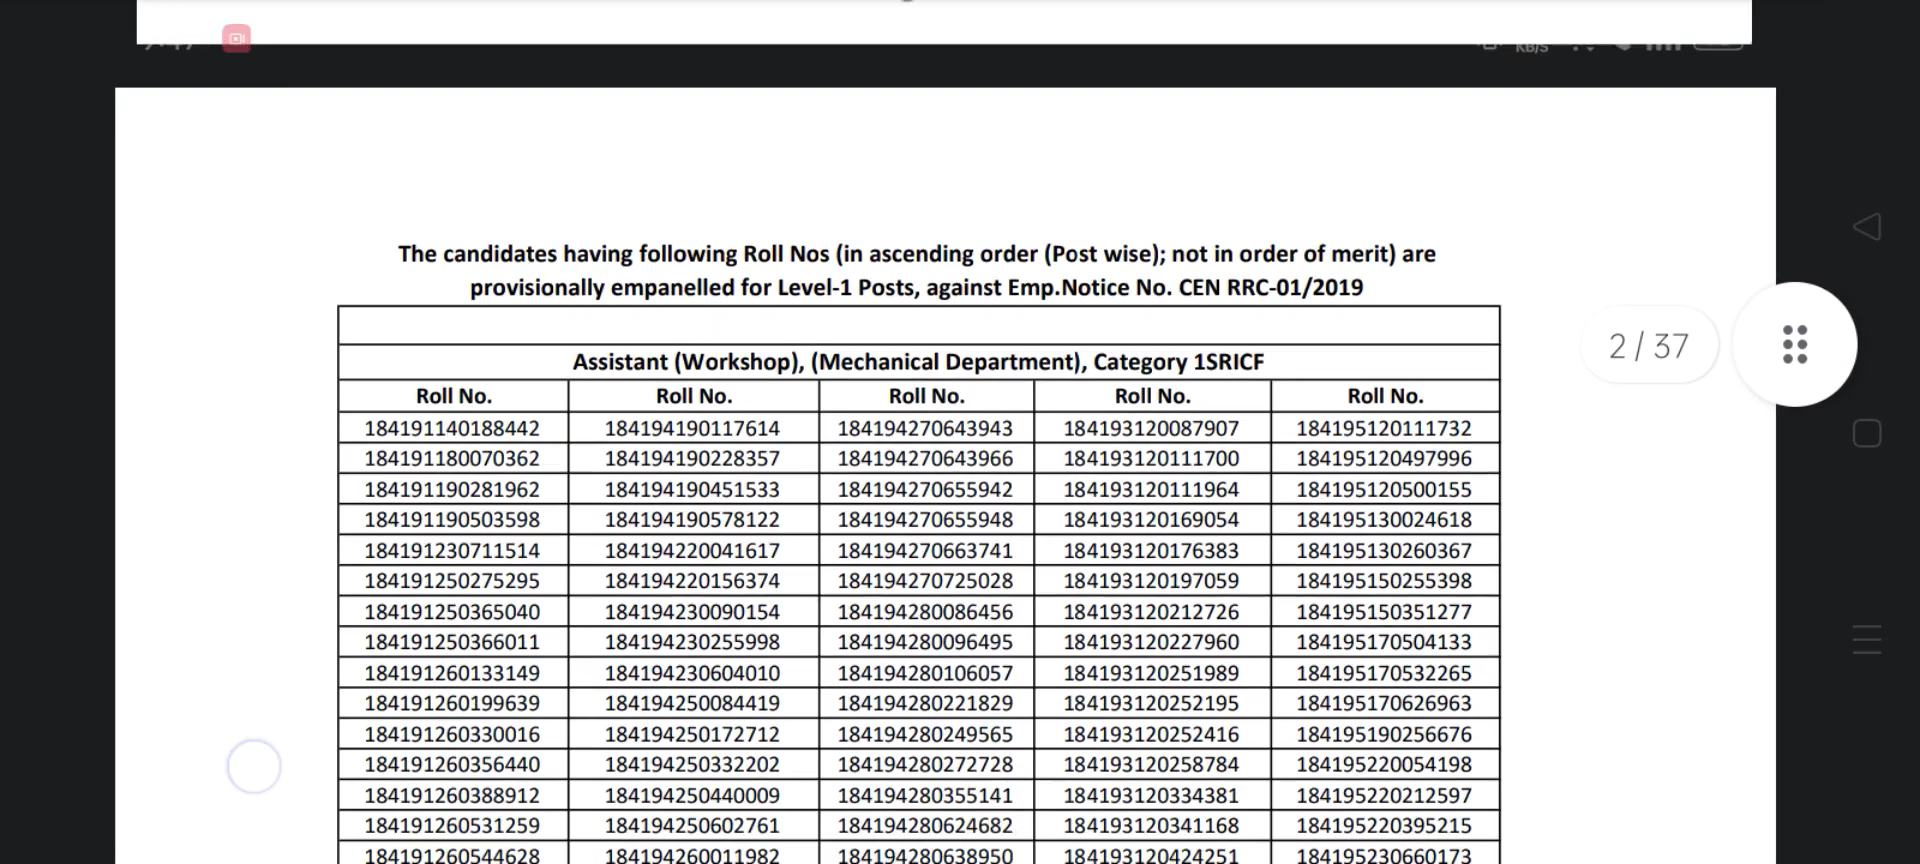 KB/S
The candidates having following Roll Nos (in ascending order (Post wise); not in order of merit) are
provisionally empanelled for Level-1 Posts, against Emp.Notice No. CEN RRC-01/2019
2 / 37
Assistant (Workshop), (Mechanical Department), Category 1SRICF
Roll No. Roll No. Roll No. Roll No. Roll No.
184191140188442 184194190117614 184194270643943 184193120087907 184195120111732
184191180070362 184194190228357 184194270643966 184193120111700 184195120497996
184191190281962 184194190451533 184194270655942 184193120111964 184195120500155
184191190503598 184194190578122 184194270655948 184193120169054 184195130024618
184191230711514 184194220041617 184194270663741 184193120176383 184195130260367
184191250275295 184194220156374 184194270725028 184193120197059 184195150255398
184191250365040 184194230090154 184194280086456 184193120212726 184195150351277
184191250366011 184194230255998 184194280096495 184193120227960 184195170504133
184191260133149 184194230604010 184194280106057 184193120251989 184195170532265
184191260199639 184194250084419 184194280221829 184193120252195 184195170626963
184191260330016 184194250172712 184194280249565 184193120252416 184195190256676
184191260356440 184194250332202 184194280272728 184193120258784 184195220054198
184191260388912 184194250440009 184194280355141 184193120334381 184195220212597
184191260531259 184194250602761 184194280624682 184193120341168 184195220395215
184191260544628 184194260011982 184194280638950 184193120424251 184195230660173